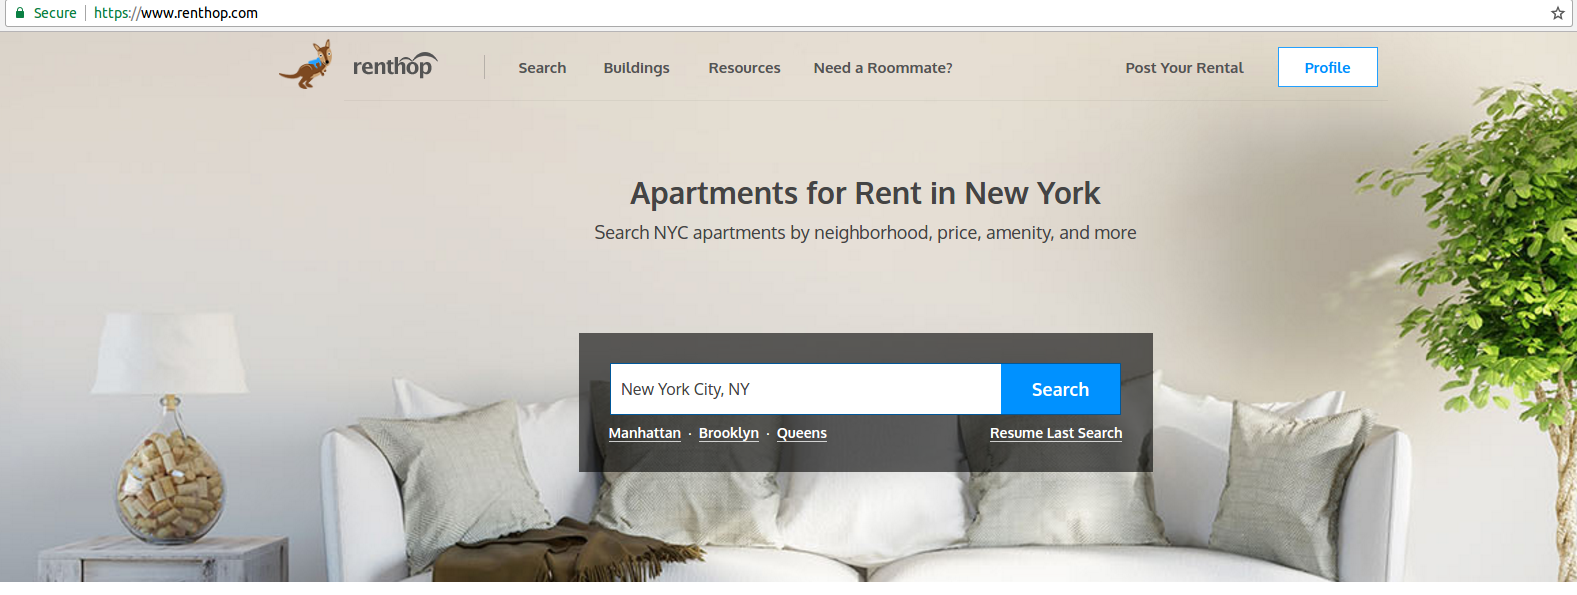 Secure https://www.renthop.com
renthop Search Buildings Resources Need a Roommate? Post Your Rental Profile
Apartments for Rent in New York
Search NYC apartments by neighborhood, price, amenity, and more
New York City, NY Search
Manhattan · Brooklyn · Queens Resume Last Search